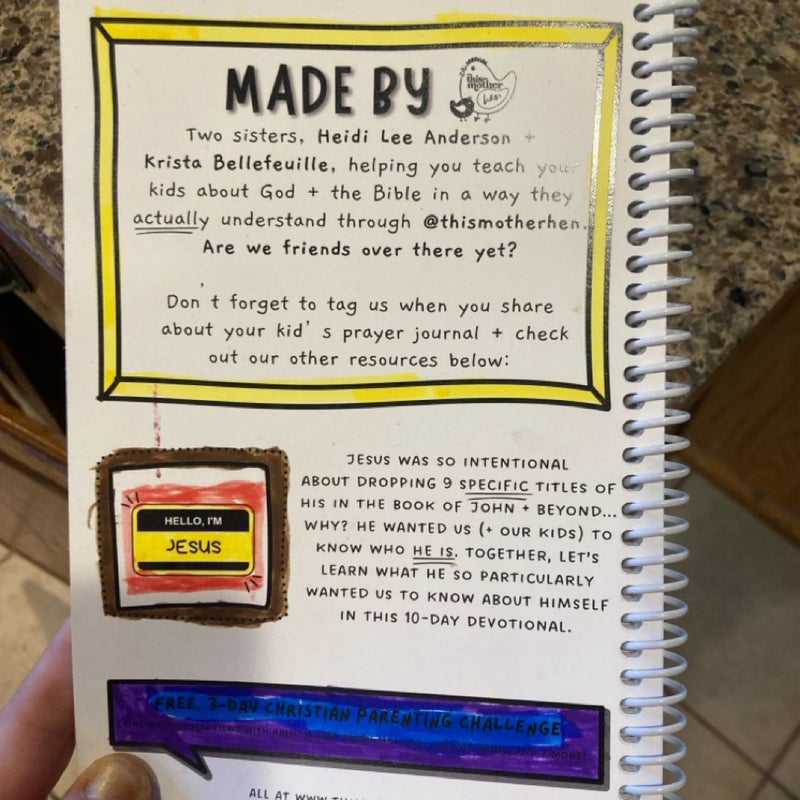 MADE BY
this mother hen
Two sisters, Heidi Lee Anderson +
Krista Bellefeuille, helping you teach your
kids about God + the Bible in a way they
actually understand through @thismotherhen.
Are we friends over there yet?
Don't forget to tag us when you share
about your kid's prayer journal + check
out our other resources below:
HELLO, I'M
JESUS
JESUS WAS SO INTENTIONAL
ABOUT DROPPING 9 SPECIFIC TITLES OF
HIS IN THE BOOK OF JOHN + BEYOND...
WHY? HE WANTED US (+ OUR KIDS) TO
KNOW WHO HE IS. TOGETHER, LET'S
LEARN WHAT HE SO PARTICULARLY
WANTED US TO KNOW ABOUT HIMSELF
IN THIS 10-DAY DEVOTIONAL.
FREE, 3-DAY CHRISTIAN PARENTING CHALLENGE
INTERVIEWS WITH
ALL AT WWW.